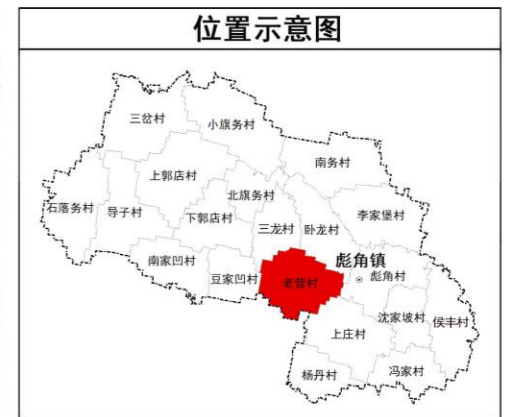 位置示意图
三岔村
小旗务村
南务村
上郭店村
北旗务村
石落务村
导子村
下郭店村
李家堡村
三龙村
卧龙村
南家凹村
豆家凹村
彪角镇
老营村
彪角村
沈家坡村
侯丰村
上庄村
杨丹村
冯家村